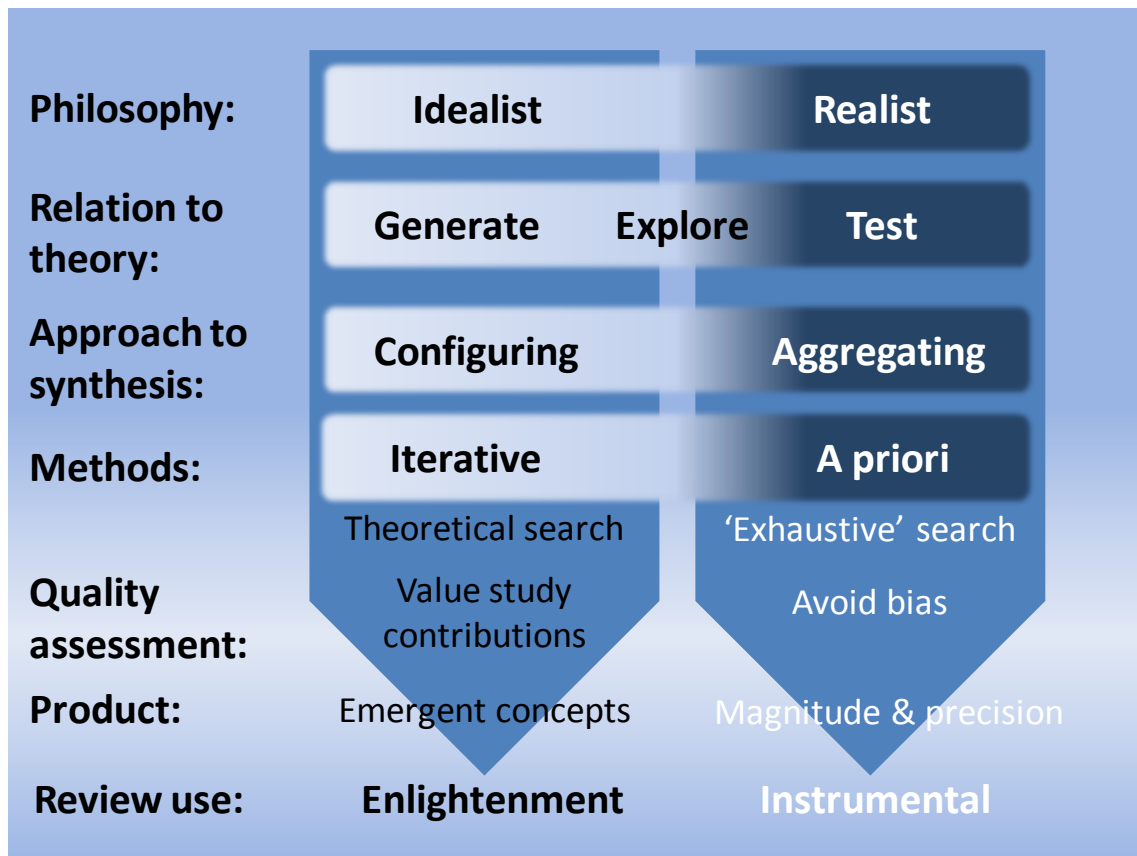 Philosophy: Idealist Realist
Relation to
theory: Generate Explore Test
Approach to
synthesis: Configuring Aggregating
Methods: Iterative A priori
Theoretical search ‘Exhaustive’ search
Quality
assessment: Value study
contributions Avoid bias
Product: Emergent concepts Magnitude & precision
Review use: Enlightenment Instrumental